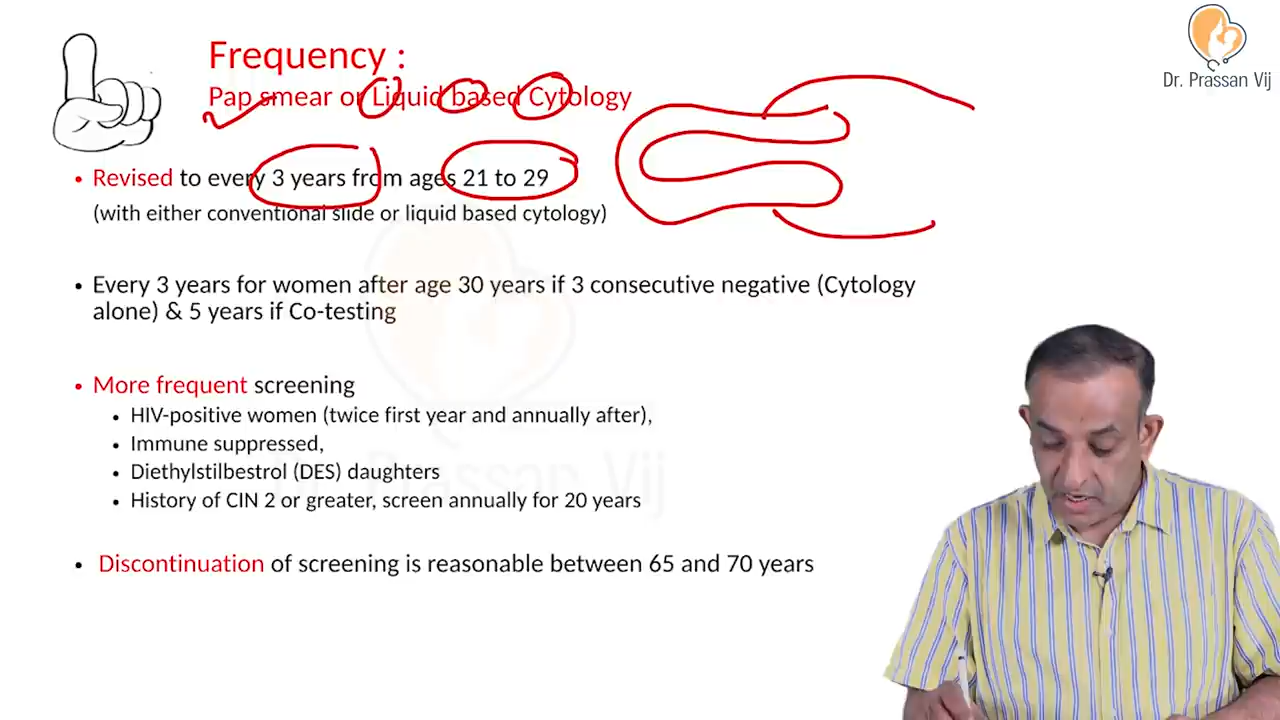 Frequency :
Dr. Prassan Vij
Pap smear or Liquid based Cytology
• Revised to every 3 years from ages 21 to 29
(with either conventional slide or liquid based cytology)
• Every 3 years for women after age 30 years if 3 consecutive negative (Cytology
alone) & 5 years if Co-testing
• More frequent screening
• HIV-positive women (twice first year and annually after),
• Immune suppressed,
• Diethylstilbestrol (DES) daughters
• History of CIN 2 or greater, screen annually for 20 years
Dr. Prassan Vij
• Discontinuation of screening is reasonable between 65 and 70 years